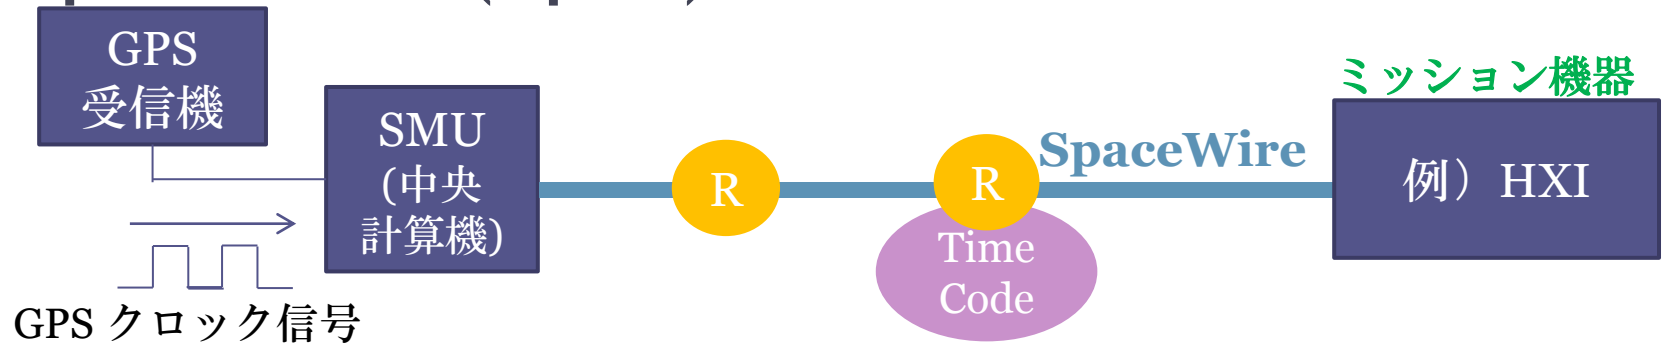 GPS
受信機
SMU
(中央
計算機)
GPS クロック信号
R
R
Time
Code
SpaceWire
ミッション機器
例）HXI